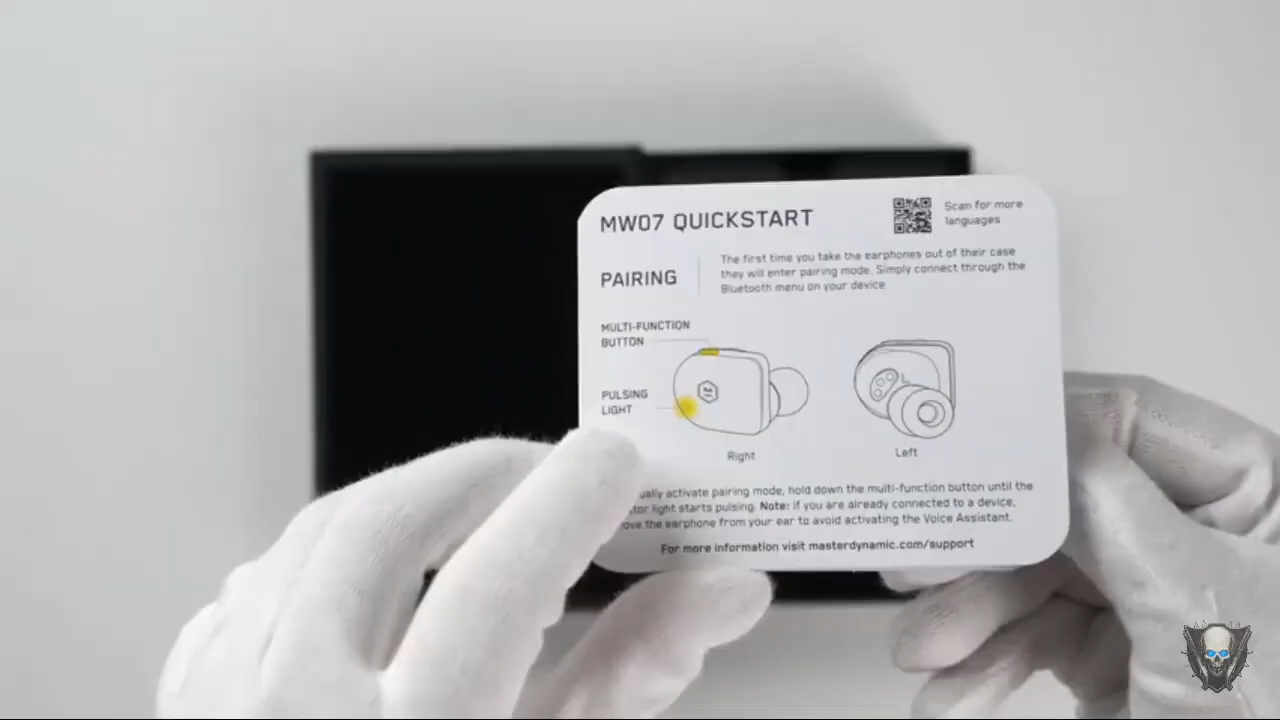 MW07 QUICKSTART
Scan for more
languages
PAIRING
The first time you take the earphones out of their case
they will enter pairing mode. Simply connect through the
Bluetooth menu on your device
MULTI-FUNCTION
BUTTON
PULSING
LIGHT
L
Right
Left
activate pairing mode, hold down the multi-function button until the
light starts pulsing. Note: if you are already connected to a device,
the earphone from your ear to avoid activating the Voice Assistant.
For more information visit masterdynamic.com/support